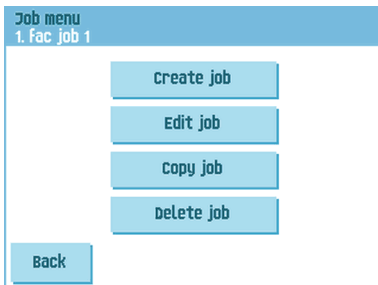 Job menu
1. Fac job 1
Create job
Edit job
Copy job
Delete job
Back